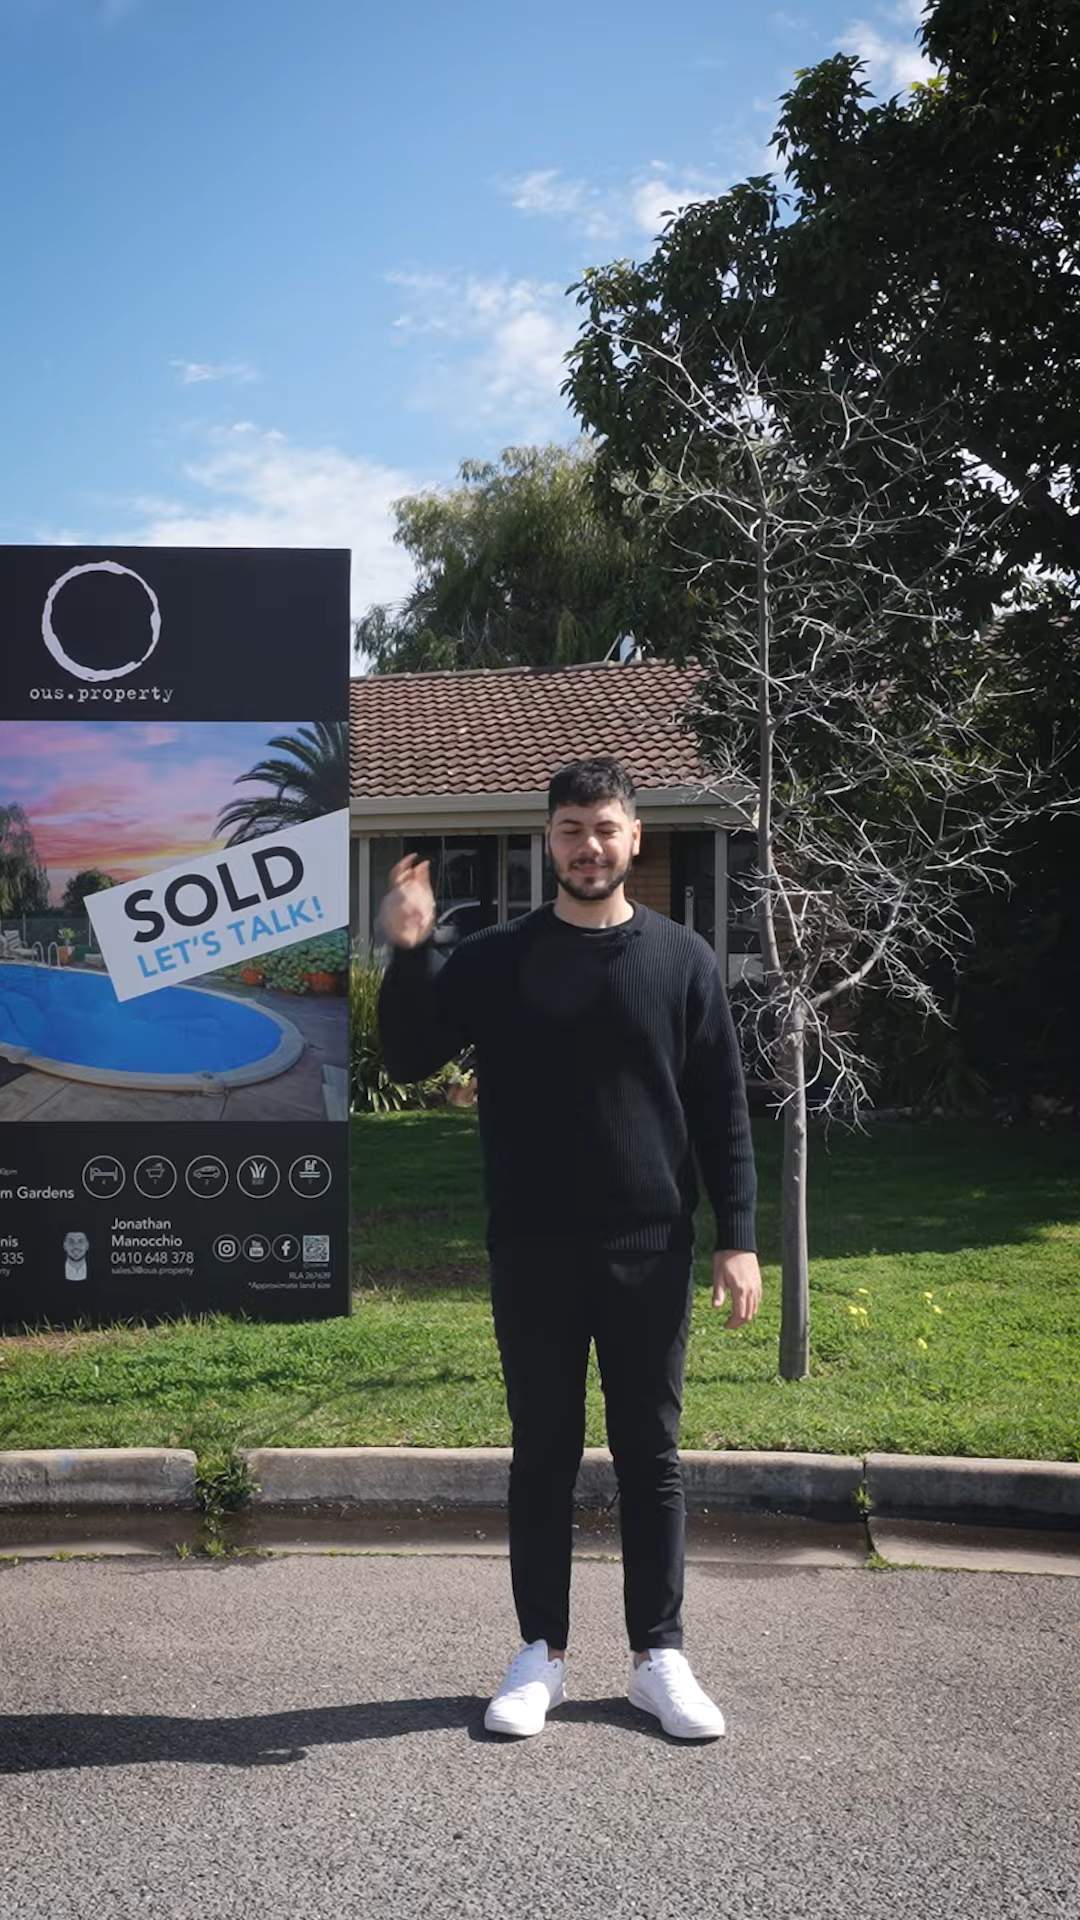 ous.property
SOLD
LET'S TALK!
m Gardens
nis
335
Jonathan
Manocchio
0410 648 378
sales3@ous.property
RLA 267639
*Approximate land size